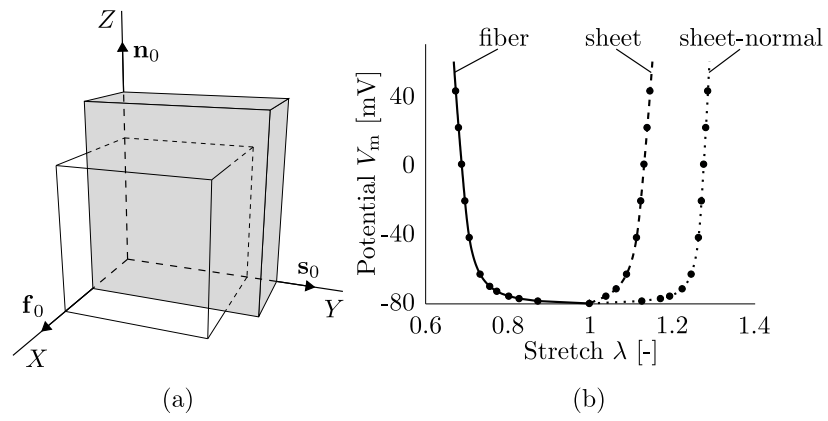 Z
n₀
s₀
Y
f₀
X
(a)
fiber
sheet
sheet-normal
Potential Vₘ [mV]
40
0
-40
-80
0.6
0.8
1
1.2
1.4
Stretch λ [-]
(b)